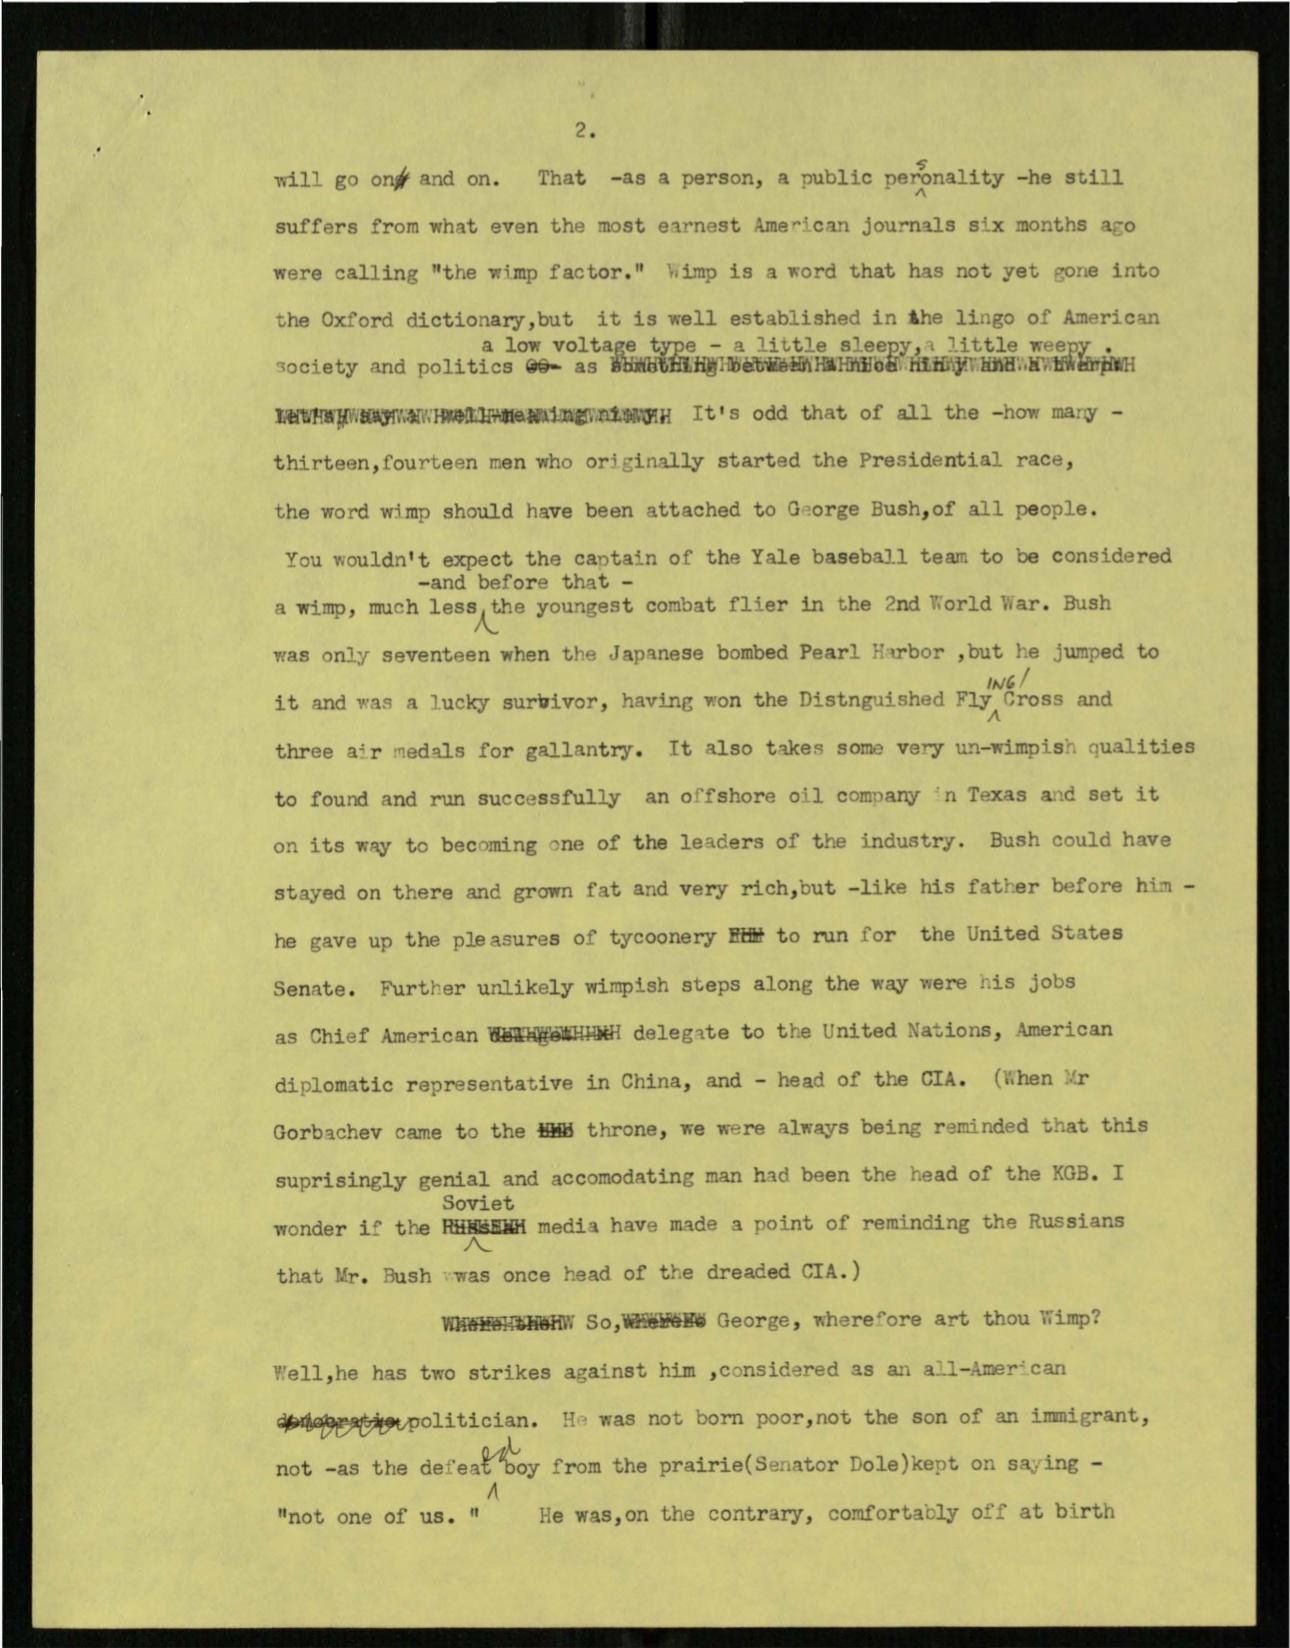 2.
will go on and on. That -as a person, a public personality -he still
suffers from what even the most earnest American journals six months ago
were calling "the wimp factor." Wimp is a word that has not yet gone into
the Oxford dictionary,but it is well established in the lingo of American
a low voltage type - a little sleepy,a little weepy .
society and politics as something between a nice ninny and a
Let's say a well-meaning ninny. It's odd that of all the -how many -
thirteen,fourteen men who originally started the Presidential race,
the word wimp should have been attached to George Bush,of all people.
You wouldn't expect the captain of the Yale baseball team to be considered
-and before that -
a wimp, much less the youngest combat flier in the 2nd World War. Bush
was only seventeen when the Japanese bombed Pearl Harbor ,but he jumped to
it and was a lucky survivor, having won the Distnguished FlyING/ Cross and
three air medals for gallantry. It also takes some very un-wimpish qualities
to found and run successfully an offshore oil company in Texas and set it
on its way to becoming one of the leaders of the industry. Bush could have
stayed on there and grown fat and very rich,but -like his father before him -
he gave up the pleasures of tycoonery to run for the United States
Senate. Further unlikely wimpish steps along the way were his jobs
as Chief American delegate to the United Nations, American
diplomatic representative in China, and - head of the CIA. (When Mr
Gorbachev came to the throne, we were always being reminded that this
suprisingly genial and accomodating man had been the head of the KGB. I
Soviet
wonder if the Russian media have made a point of reminding the Russians
that Mr. Bush was once head of the dreaded CIA.)
So, George, wherefore art thou Wimp?
Well,he has two strikes against him ,considered as an all-American
democratic politician. He was not born poor,not the son of an immigrant,
not -as the defeated boy from the prairie(Senator Dole)kept on saying -
"not one of us. " He was,on the contrary, comfortably off at birth